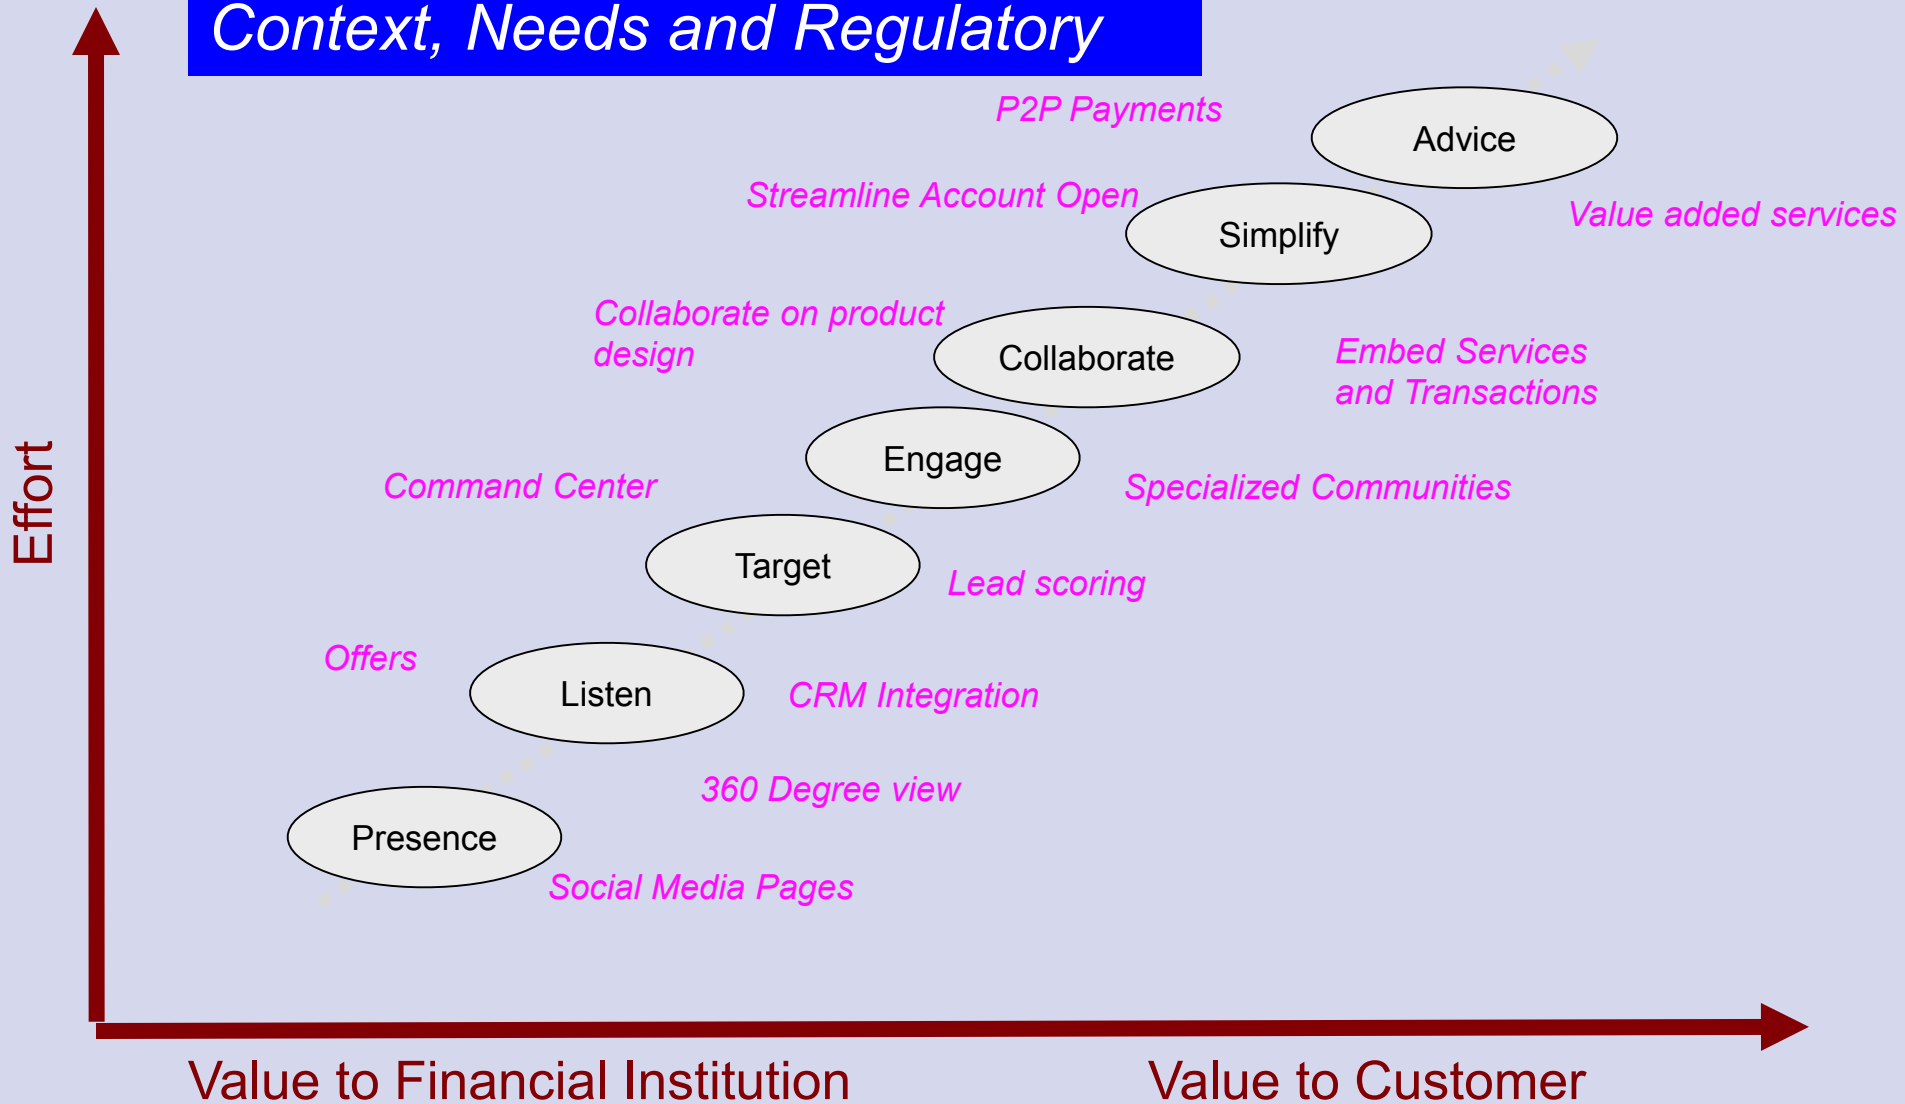 Context, Needs and Regulatory
P2P Payments
Advice
Streamline Account Open
Value added services
Simplify
Collaborate on product
design
Collaborate
Embed Services
and Transactions
Engage
Command Center
Specialized Communities
Target
Lead scoring
Offers
Listen
CRM Integration
360 Degree view
Presence
Social Media Pages
Effort
Value to Financial Institution
Value to Customer